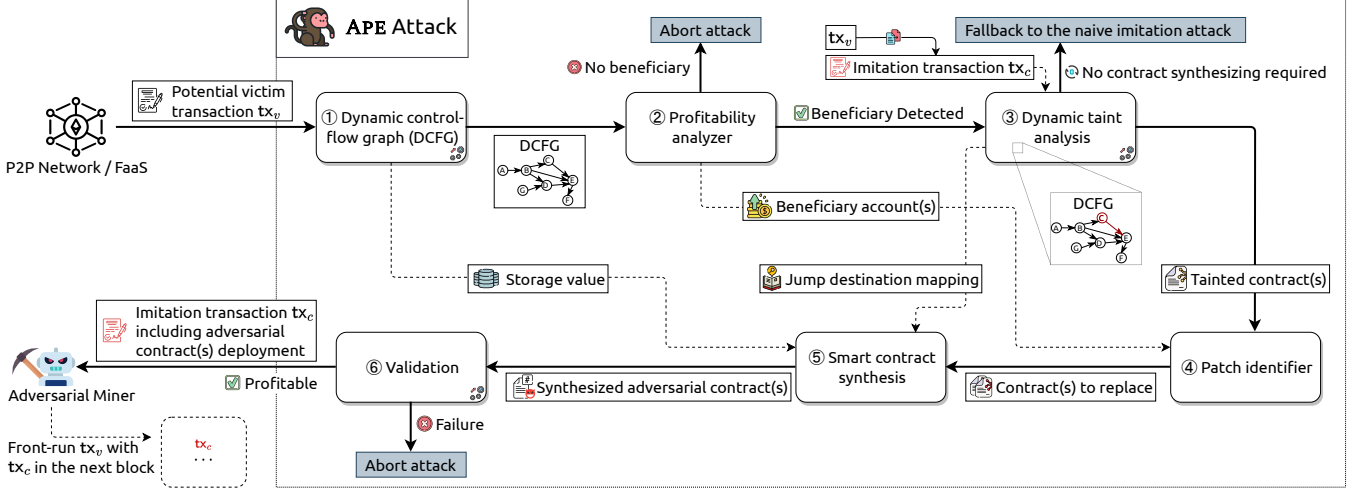 APE Attack
Abort attack
Fallback to the naive imitation attack
tx_v
Imitation transaction tx_c
No beneficiary
No contract synthesizing required
Potential victim
transaction tx_v
① Dynamic control-
flow graph (DCFG)
② Profitability
analyzer
Beneficiary Detected
③ Dynamic taint
analysis
P2P Network / FaaS
DCFG
A
B
C
D
E
F
G
Beneficiary account(s)
DCFG
A
B
C
D
E
F
G
Storage value
Jump destination mapping
Tainted contract(s)
Imitation transaction tx_c
including adversarial
contract(s) deployment
⑥ Validation
⑤ Smart contract
synthesis
④ Patch identifier
Profitable
Synthesized adversarial contract(s)
Contract(s) to replace
Adversarial Miner
Failure
Front-run tx_v with
tx_c in the next block
tx_c
...
Abort attack